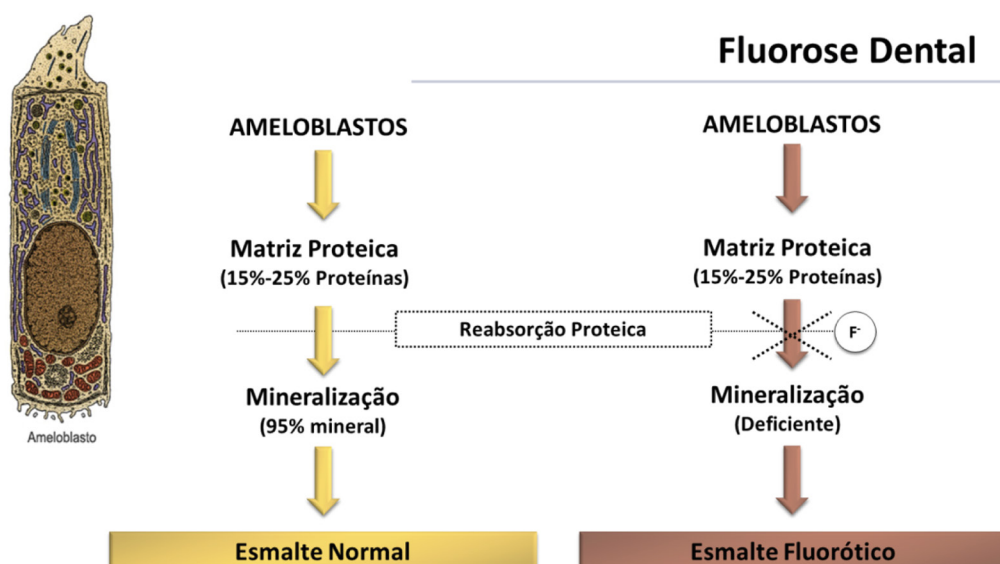 Fluorose Dental
AMELOBLASTOS
Matriz Proteica
(15%-25% Proteínas)
Mineralização
(95% mineral)
Esmalte Normal
Reabsorção Proteica
AMELOBLASTOS
Matriz Proteica
(15%-25% Proteínas)
F-
Mineralização
(Deficiente)
Esmalte Fluorótico
Ameloblasto